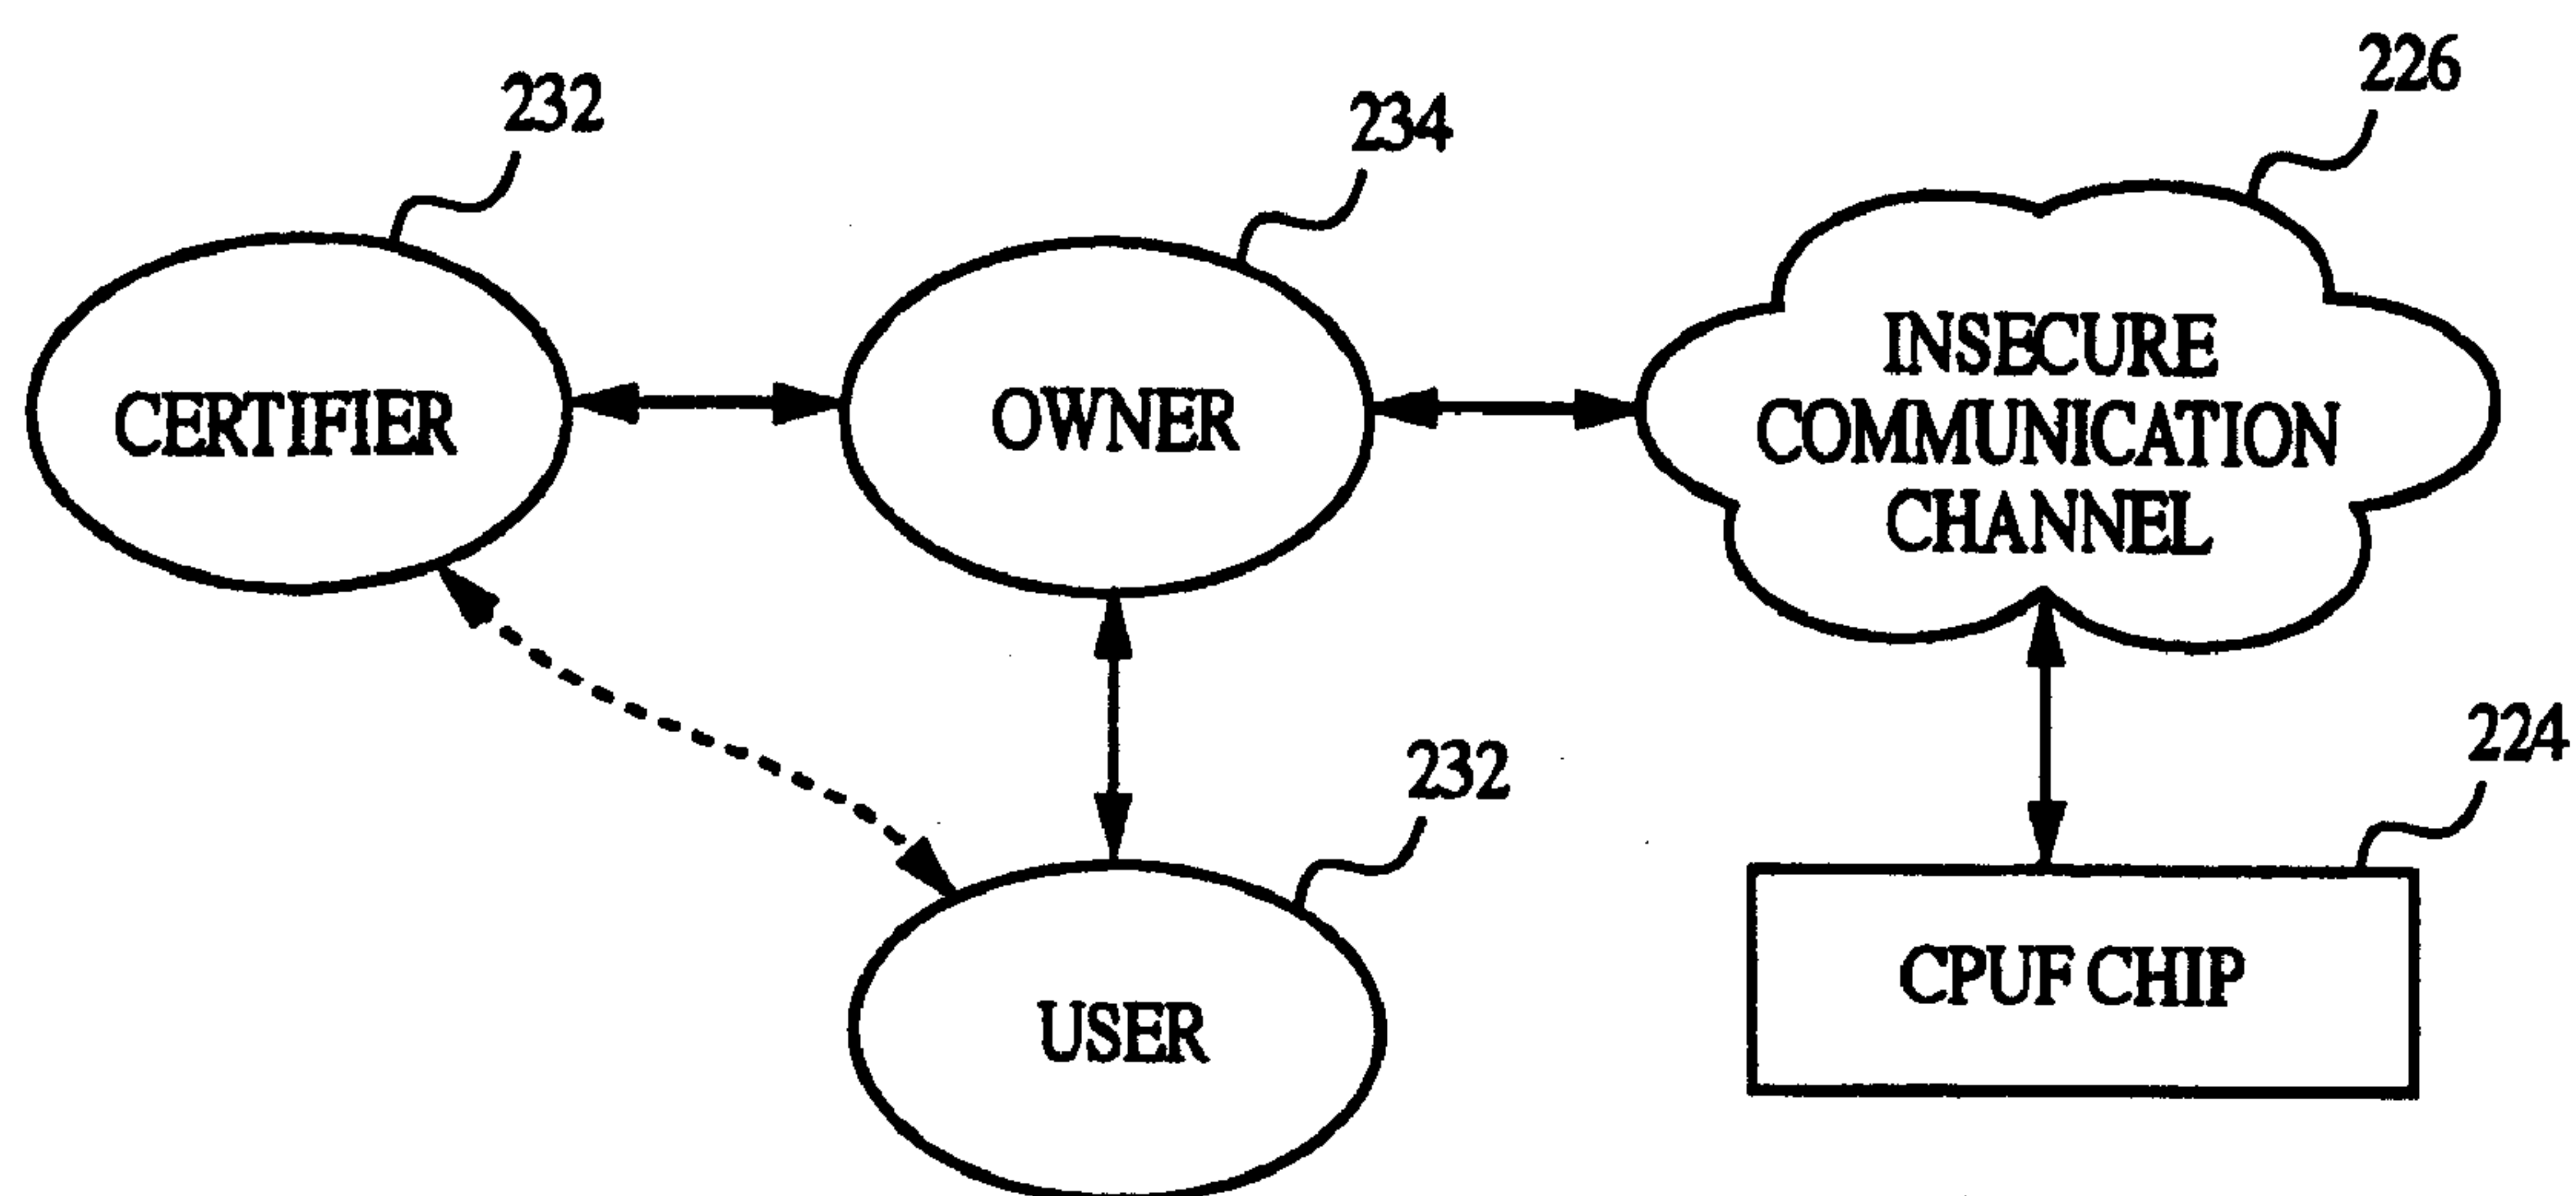 232
234
226
CERTIFIER
OWNER
INSECURE
COMMUNICATION
CHANNEL
232
224
USER
CPUF CHIP